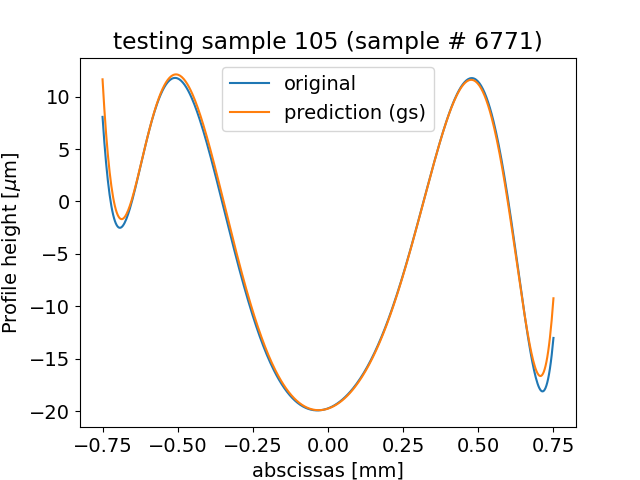 testing sample 105 (sample # 6771)
original
prediction (gs)
Profile height [μm]
10
5
0
−5
−10
−15
−20
−0.75 −0.50 −0.25 0.00 0.25 0.50 0.75
abscissas [mm]